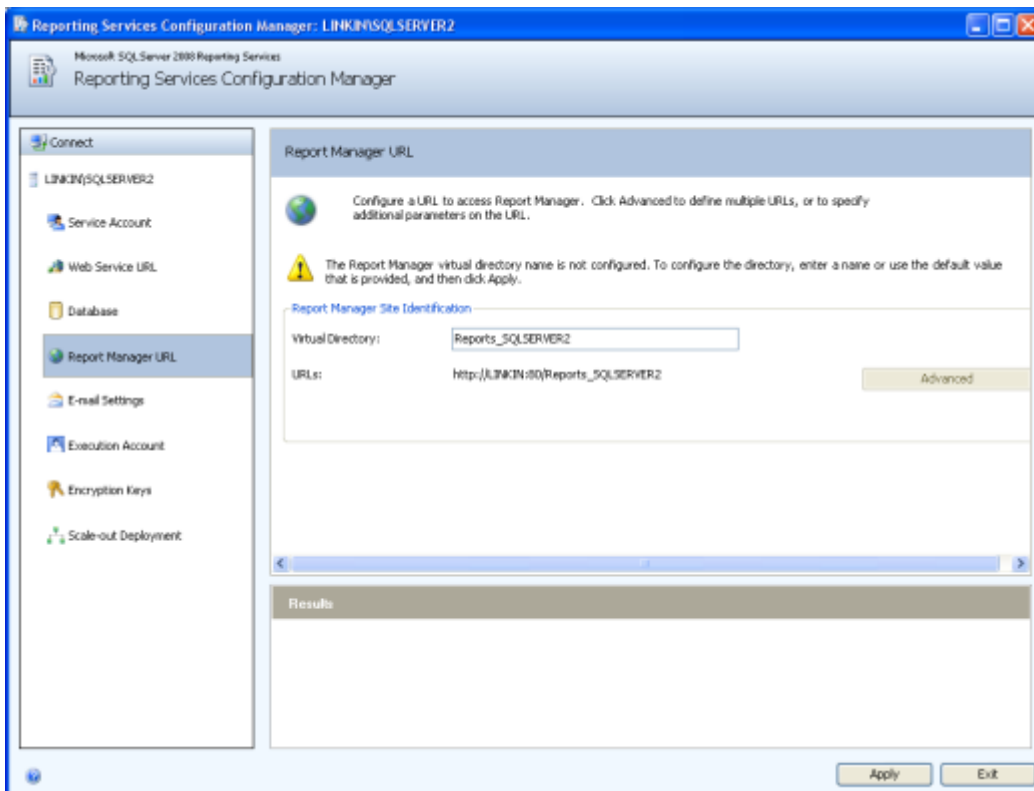 Reporting Services Configuration Manager: LINKIN\SQLSERVER2
Microsoft SQL Server 2008 Reporting Services
Reporting Services Configuration Manager
Connect
LINKIN\SQLSERVER2
Service Account
Web Service URL
Database
Report Manager URL
E-mail Settings
Execution Account
Encryption Keys
Scale-out Deployment
Report Manager URL
Configure a URL to access Report Manager. Click Advanced to define multiple URLs, or to specify
additional parameters on the URL.
The Report Manager virtual directory name is not configured. To configure the directory, enter a name or use the default value
that is provided, and then click Apply.
Report Manager Site Identification
Virtual Directory:
Reports_SQLSERVER2
URLs:
http://LINKIN:80/Reports_SQLSERVER2
Advanced
Results
Apply
Exit